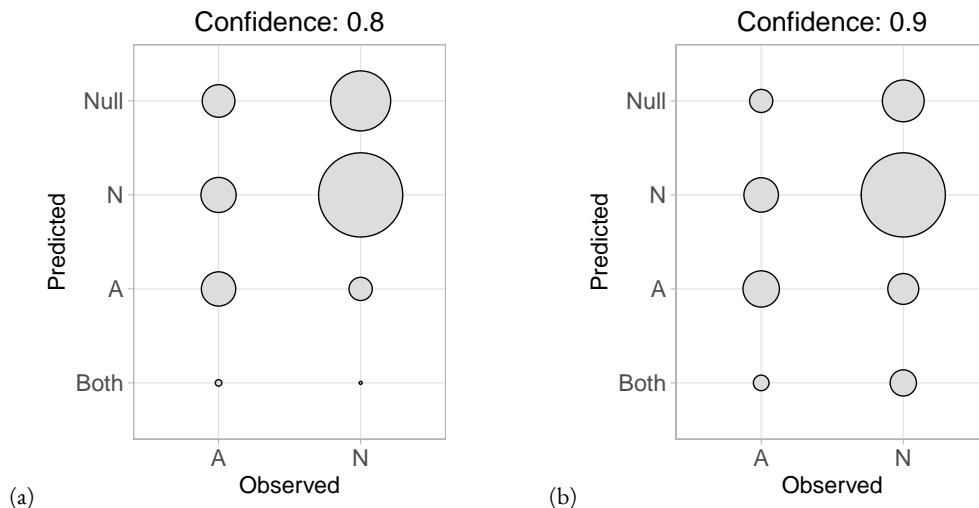 Confidence: 0.8
Null
N
A
Both
Predicted
A N
Observed
(a)
Confidence: 0.9
Null
N
A
Both
Predicted
A N
Observed
(b)